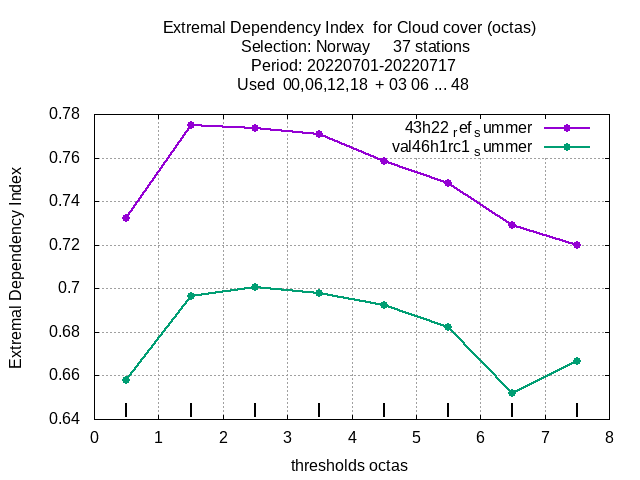 Extremal Dependency Index  for Cloud cover (octas)
Selection: Norway     37 stations
Period: 20220701-20220717
Used  00,06,12,18  + 03 06 ... 48
43h22 ref summer
val46h1rc1 summer
Extremal Dependency Index
0.78
0.76
0.74
0.72
0.7
0.68
0.66
0.64
0 1 2 3 4 5 6 7 8
thresholds octas